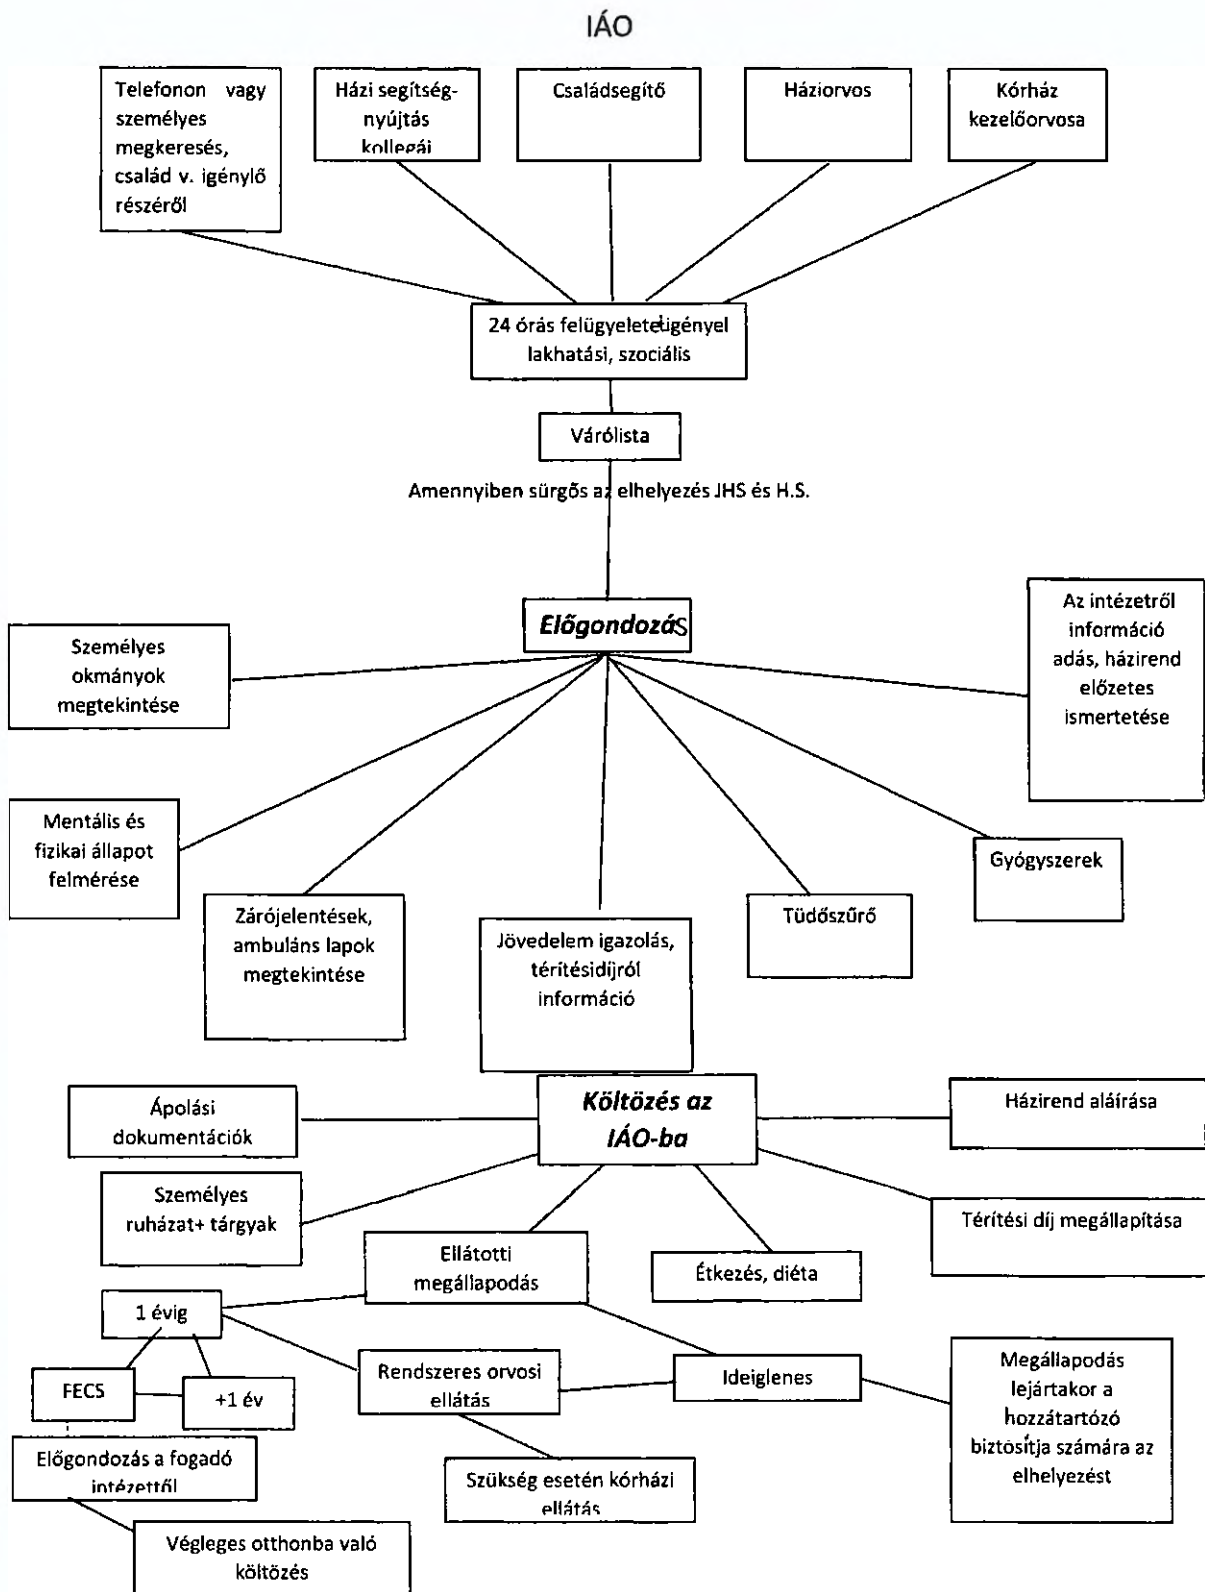 IÁO
Telefonon vagy
személyes
megkeresés,
család v. igénylő
részéről
Házi segítség-
nyújtás
kollegái
Családsegítő
Háziorvos
Kórház
kezelőorvosa
24 órás felügyeletet igényel
lakhatási, szociális
Várólista
Amennyiben sürgős az elhelyezés JHS és H.S.
Előgondozás
Személyes
okmányok
megtekintése
Az intézetről
információ
adás, házirend
előzetes
ismertetése
Mentális és
fizikai állapot
felmérése
Zárójelentések,
ambuláns lapok
megtekintése
Jövedelem igazolás,
térítésidíjról
információ
Tüdőszűrő
Gyógyszerek
Költözés az
IÁO-ba
Ápolási
dokumentációk
Házirend aláírása
Személyes
ruházat+ tárgyak
Térítési díj megállapítása
Ellátotti
megállapodás
Étkezés, diéta
1 évig
FECS
+1 év
Rendszeres orvosi
ellátás
Ideiglenes
Megállapodás
lejártakor a
hozzátartózó
biztósítja számára az
elhelyezést
Előgondozás a fogadó
intézettől
Szükség esetén kórházi
ellátás
Végleges otthonba való
költözés